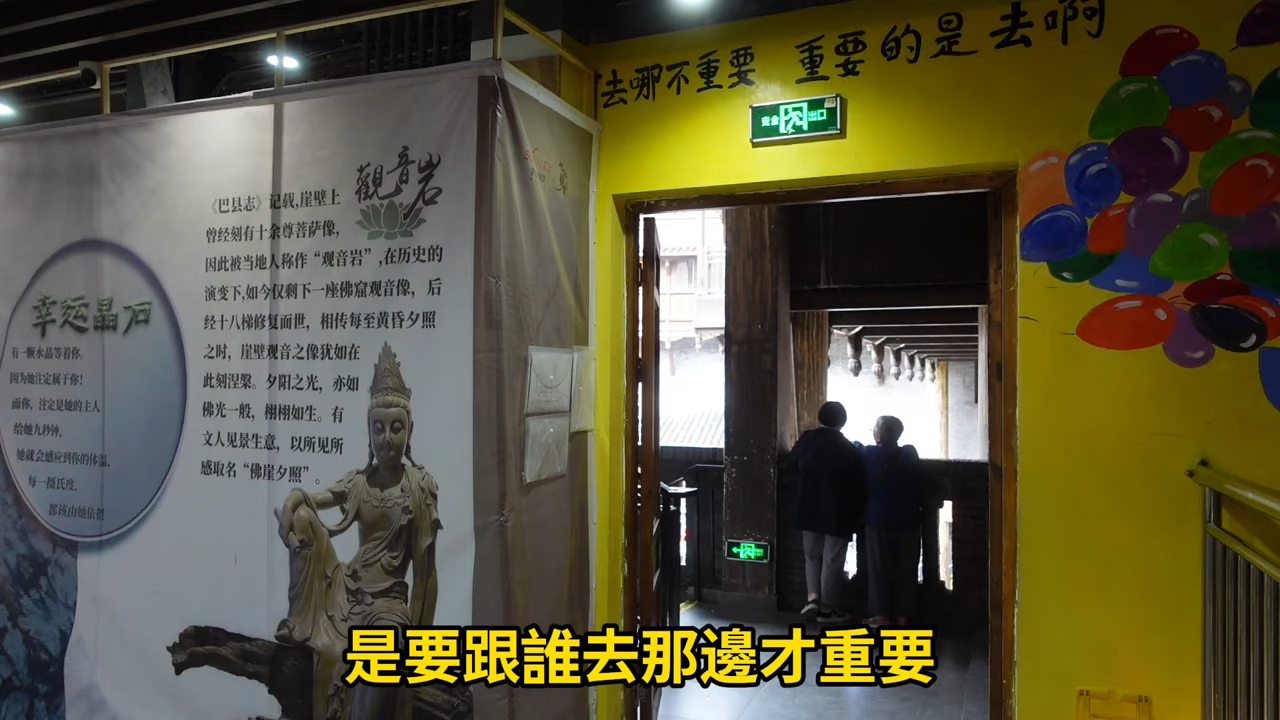 去哪不重要 重要的是去啊
安全出口
觀音岩
《巴县志》记载,崖壁上
曾经刻有十余尊菩萨像,
因此被当地人称作“观音岩”,在历史的
演变下,如今仅剩下一座佛窟观音像，后
经十八梯修复面世，相传每至黄昏夕照
之时，崖壁观音之像犹如在
此刻涅槃。夕阳之光，亦如
佛光一般，栩栩如生。有
文人见景生意，以所见所
感取名“佛崖夕照”。
幸运晶石
有一颗水晶等着你,
因为她注定属于你!
而你，注定是她的主人
给她九秒钟,
她就会感应到你的体温,
每一摄氏度,
都该由她依偎
是要跟誰去那邊才重要